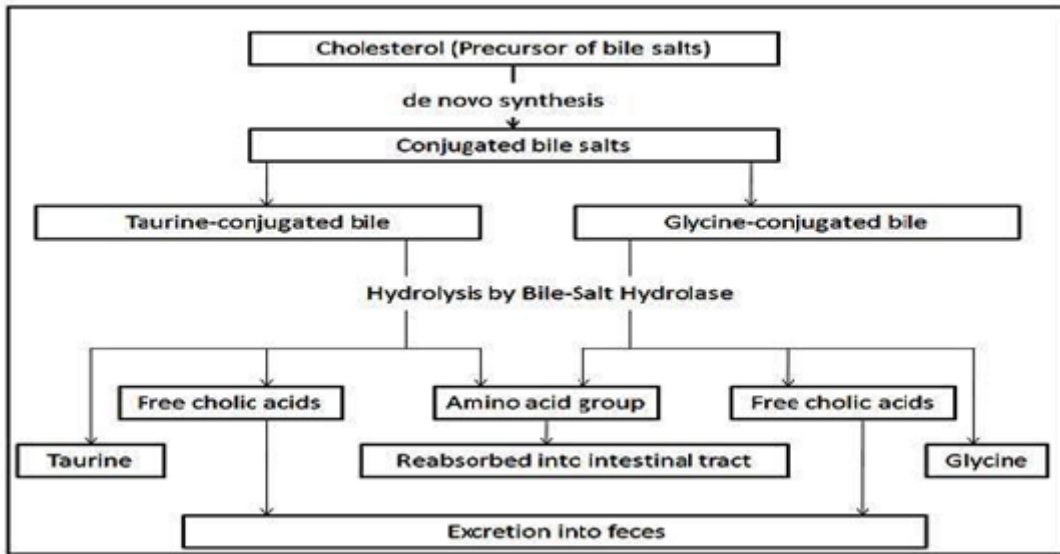 Cholesterol (Precursor of bile salts)
de novo synthesis
Conjugated bile salts
Taurine-conjugated bile
Glycine-conjugated bile
Hydrolysis by Bile-Salt Hydrolase
Free cholic acids
Amino acid group
Free cholic acids
Taurine
Reabsorbed into intestinal tract
Glycine
Excretion into feces